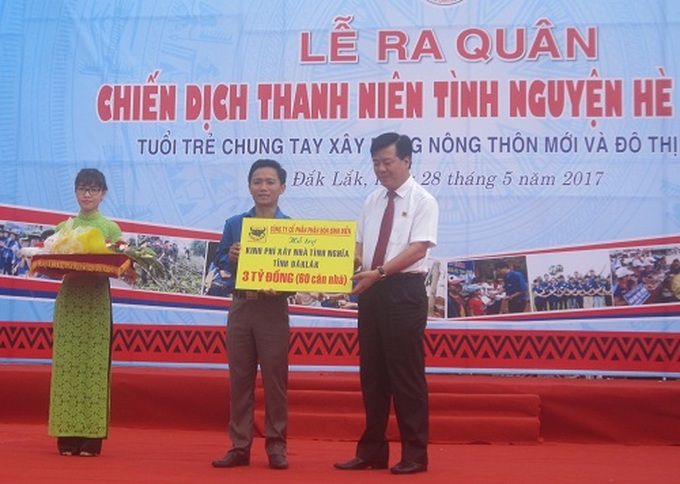 LỄ RA QUÂN
CHIẾN DỊCH THANH NIÊN TÌNH NGUYỆN HÈ
TUỔI TRẺ CHUNG TAY XÂY NG NÔNG THÔN MỚI VÀ ĐÔ THỊ
Đắk Lắk, 28 tháng 5 năm 2017
CÔNG TY CỔ PHẦN PHÂN BÓN BÌNH ĐIỀN
Hỗ trợ
KINH PHÍ XÂY NHÀ TÌNH NGHĨA
TỈNH ĐĂKLĂK
3 TỶ ĐỒNG (60 căn nhà)